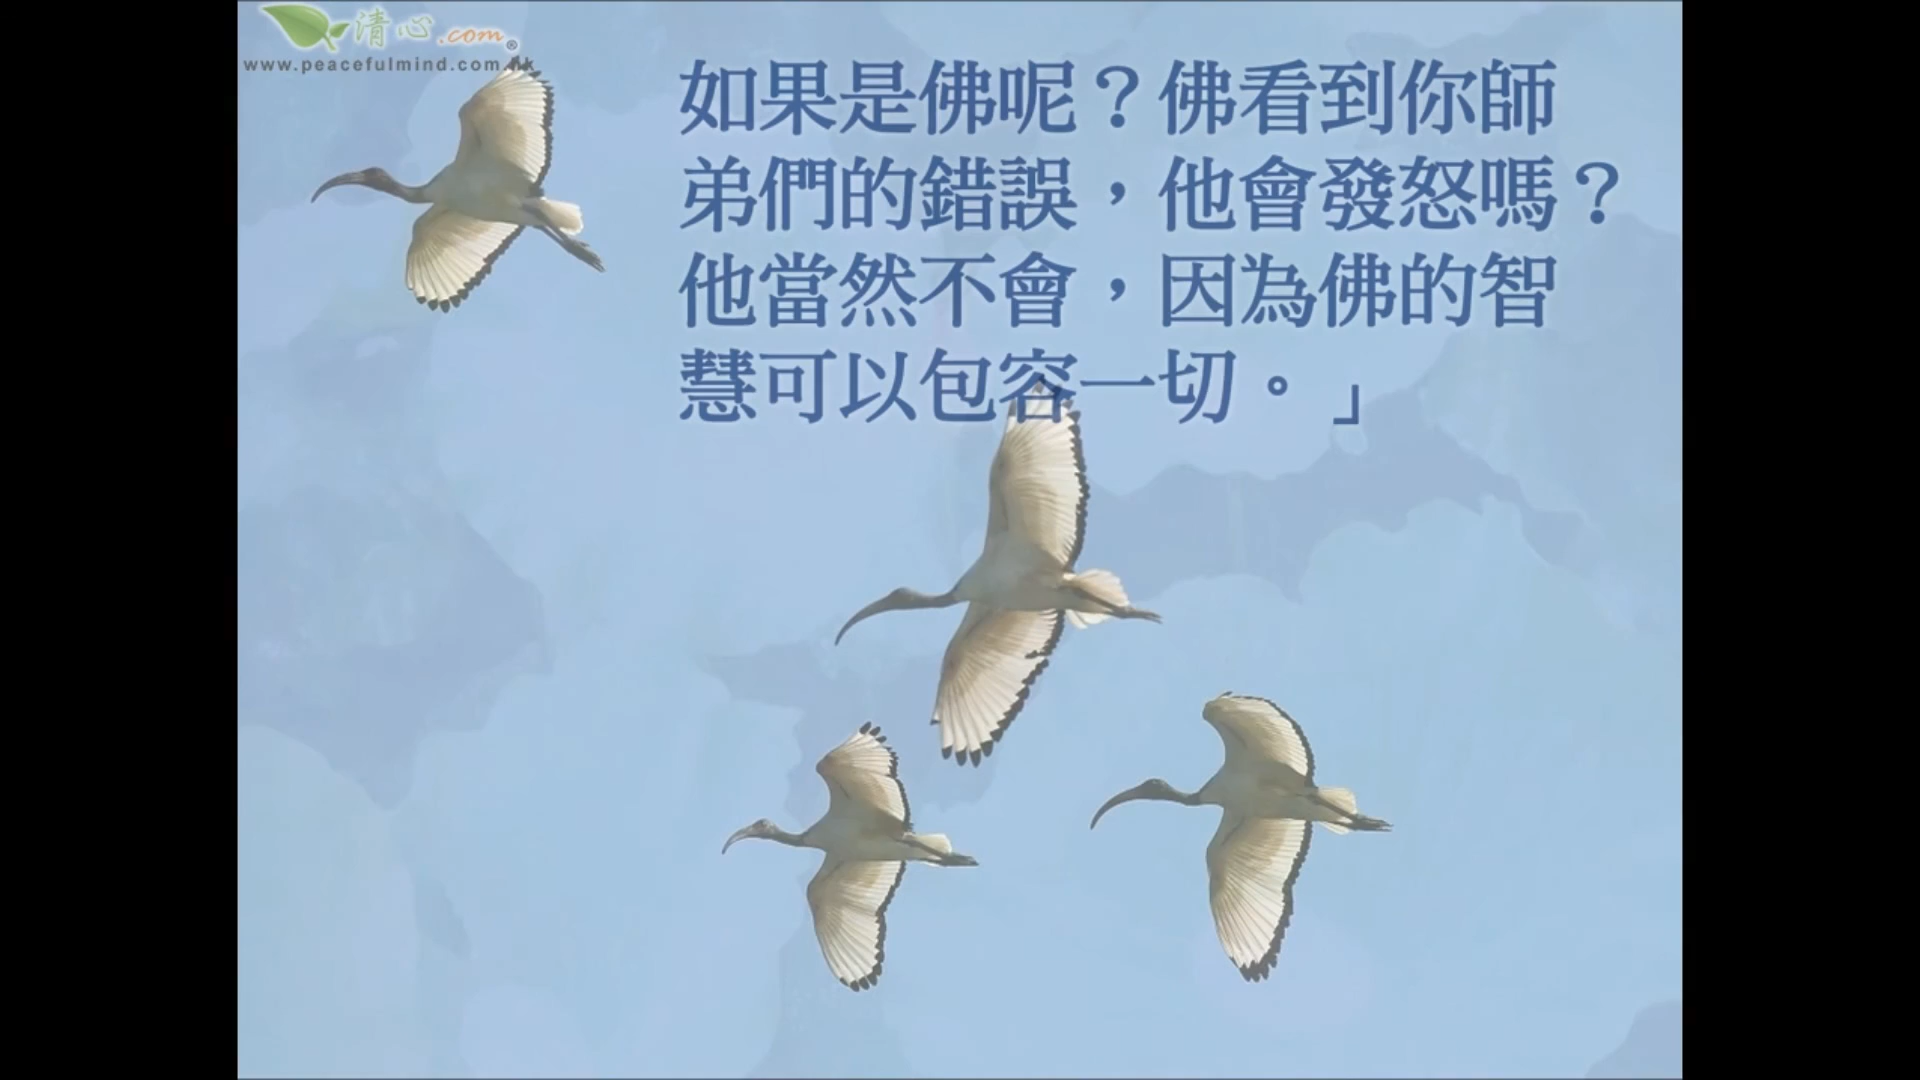 清心.com®
www.peacefulmind.com.hk
如果是佛呢？佛看到你師
弟們的錯誤，他會發怒嗎？
他當然不會，因為佛的智
慧可以包容一切。」